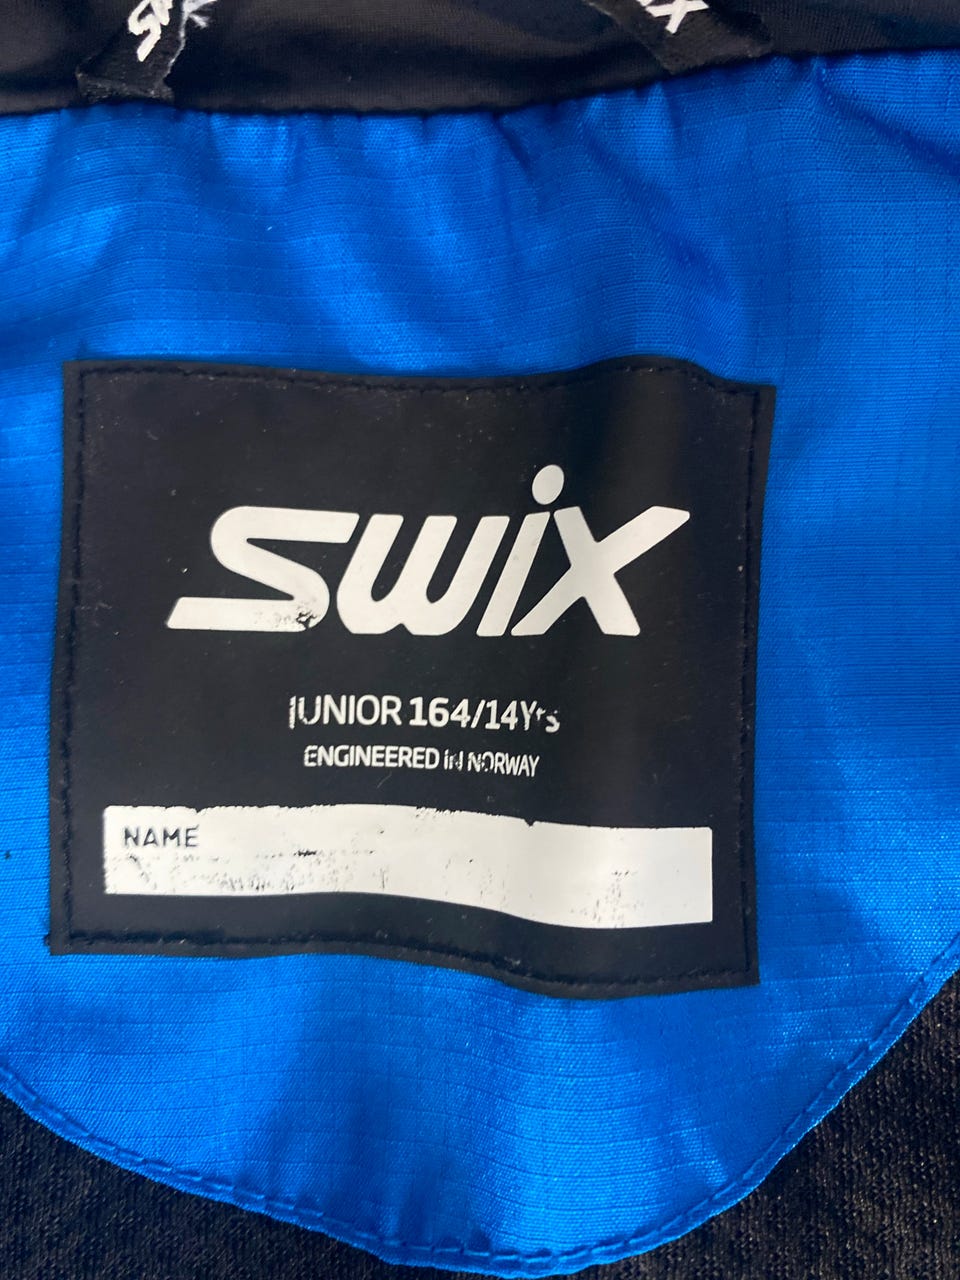 swix
JUNIOR 164/14Yrs
ENGINEERED IN NORWAY
NAME